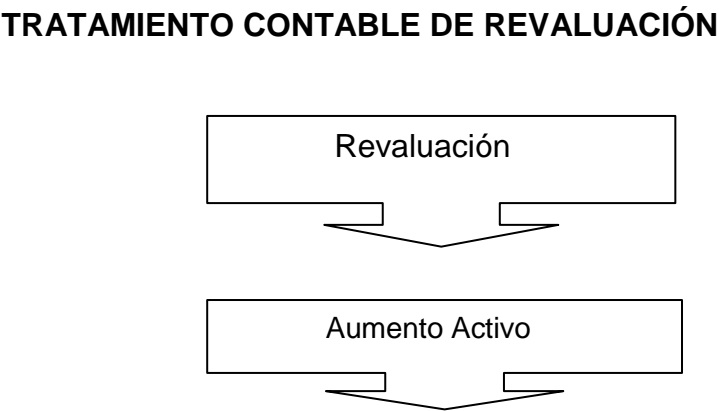 TRATAMIENTO CONTABLE DE REVALUACIÓN
Revaluación
Aumento Activo